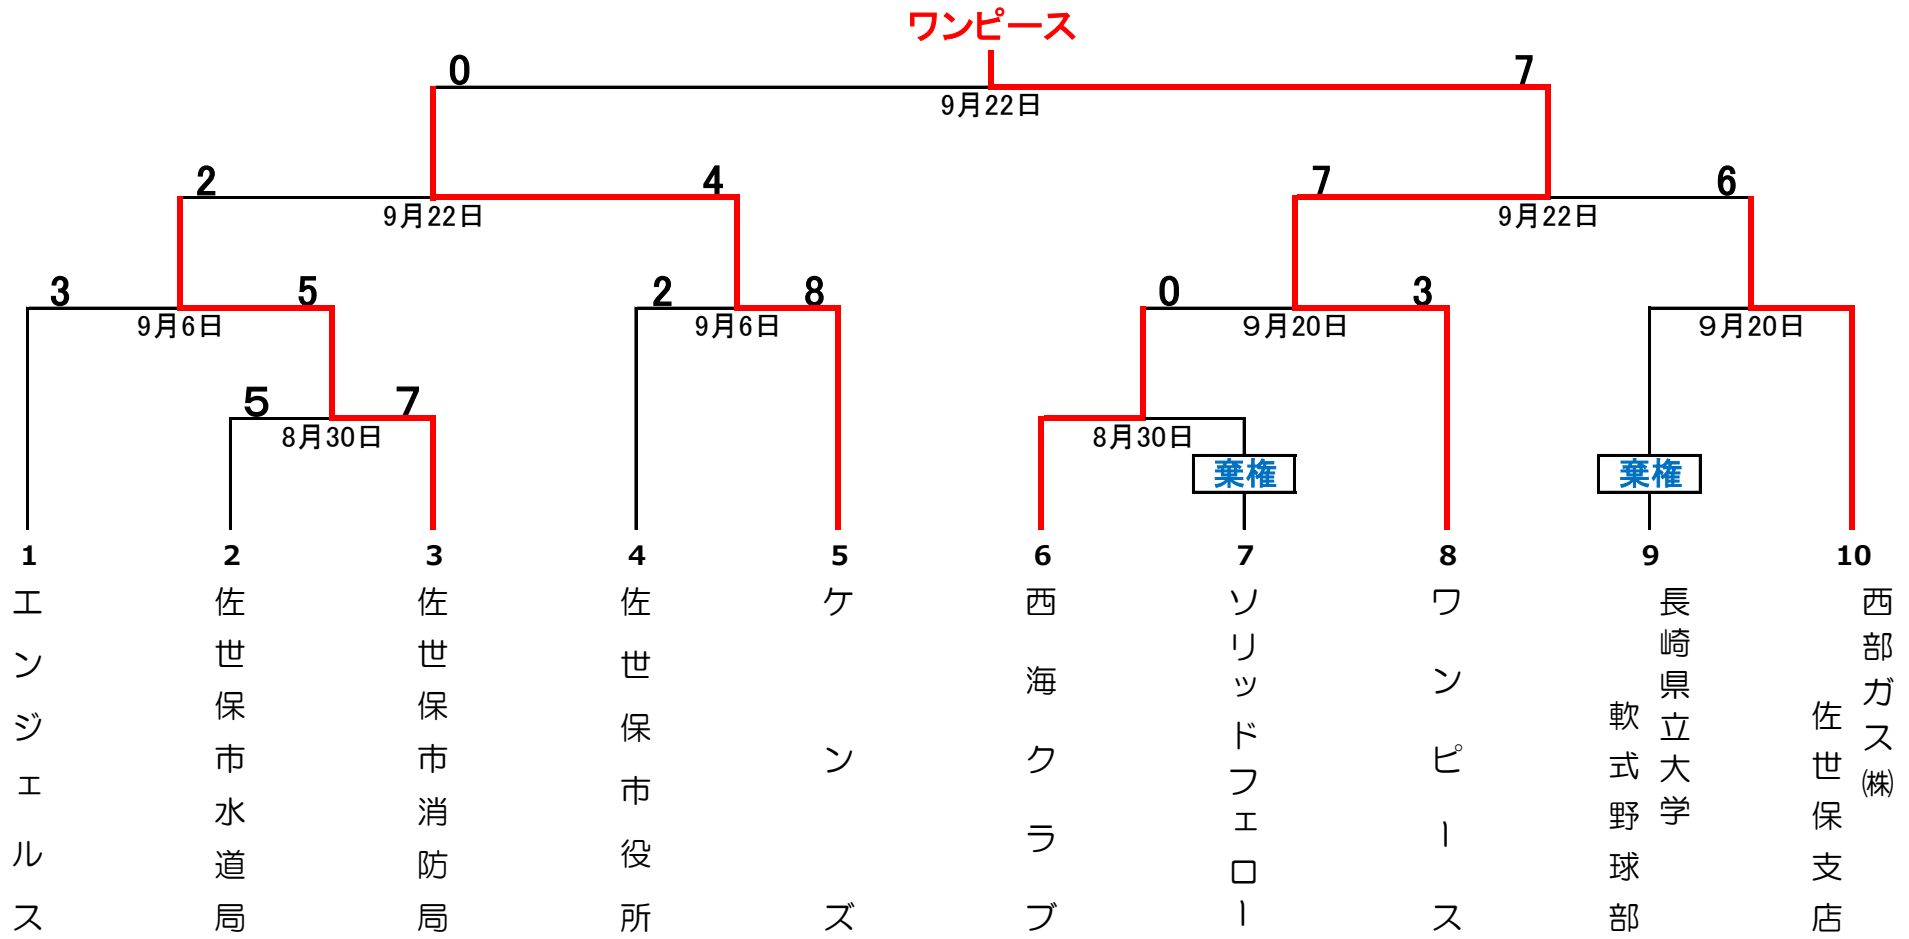 ワンピース
0
7
9月22日
2
4
7
6
9月22日
9月22日
3
5
2
8
0
3
9月6日
9月6日
９月20日
９月20日
5
7
8月30日
8月30日
棄権
棄権
1
2
3
4
5
6
7
8
9
10
エンジェルス
佐世保市水道局
佐世保市消防局
佐世保市役所
ケンズ
西海クラブ
ソリッドフェロー
ワンピース
長崎県立大学
軟式野球部
西部ガス㈱
佐世保支店